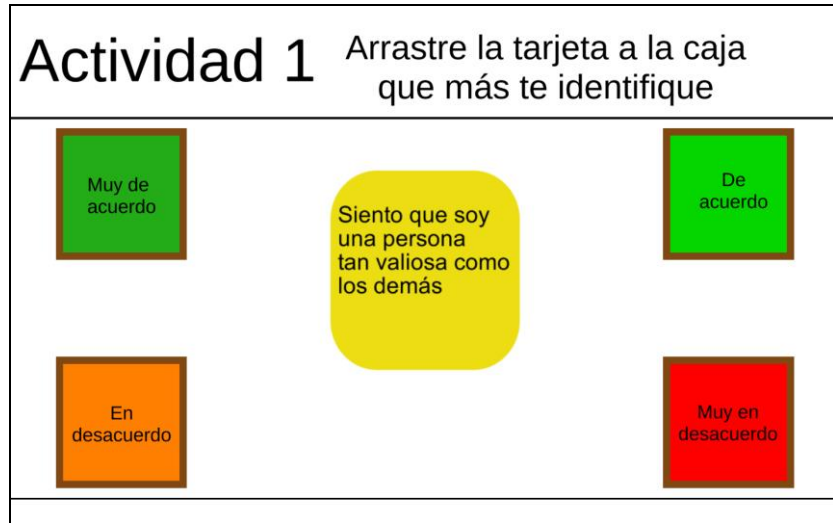 Actividad 1
Arrastre la tarjeta a la caja
que más te identifique
Muy de
acuerdo
De
acuerdo
Siento que soy
una persona
tan valiosa como
los demás
En
desacuerdo
Muy en
desacuerdo